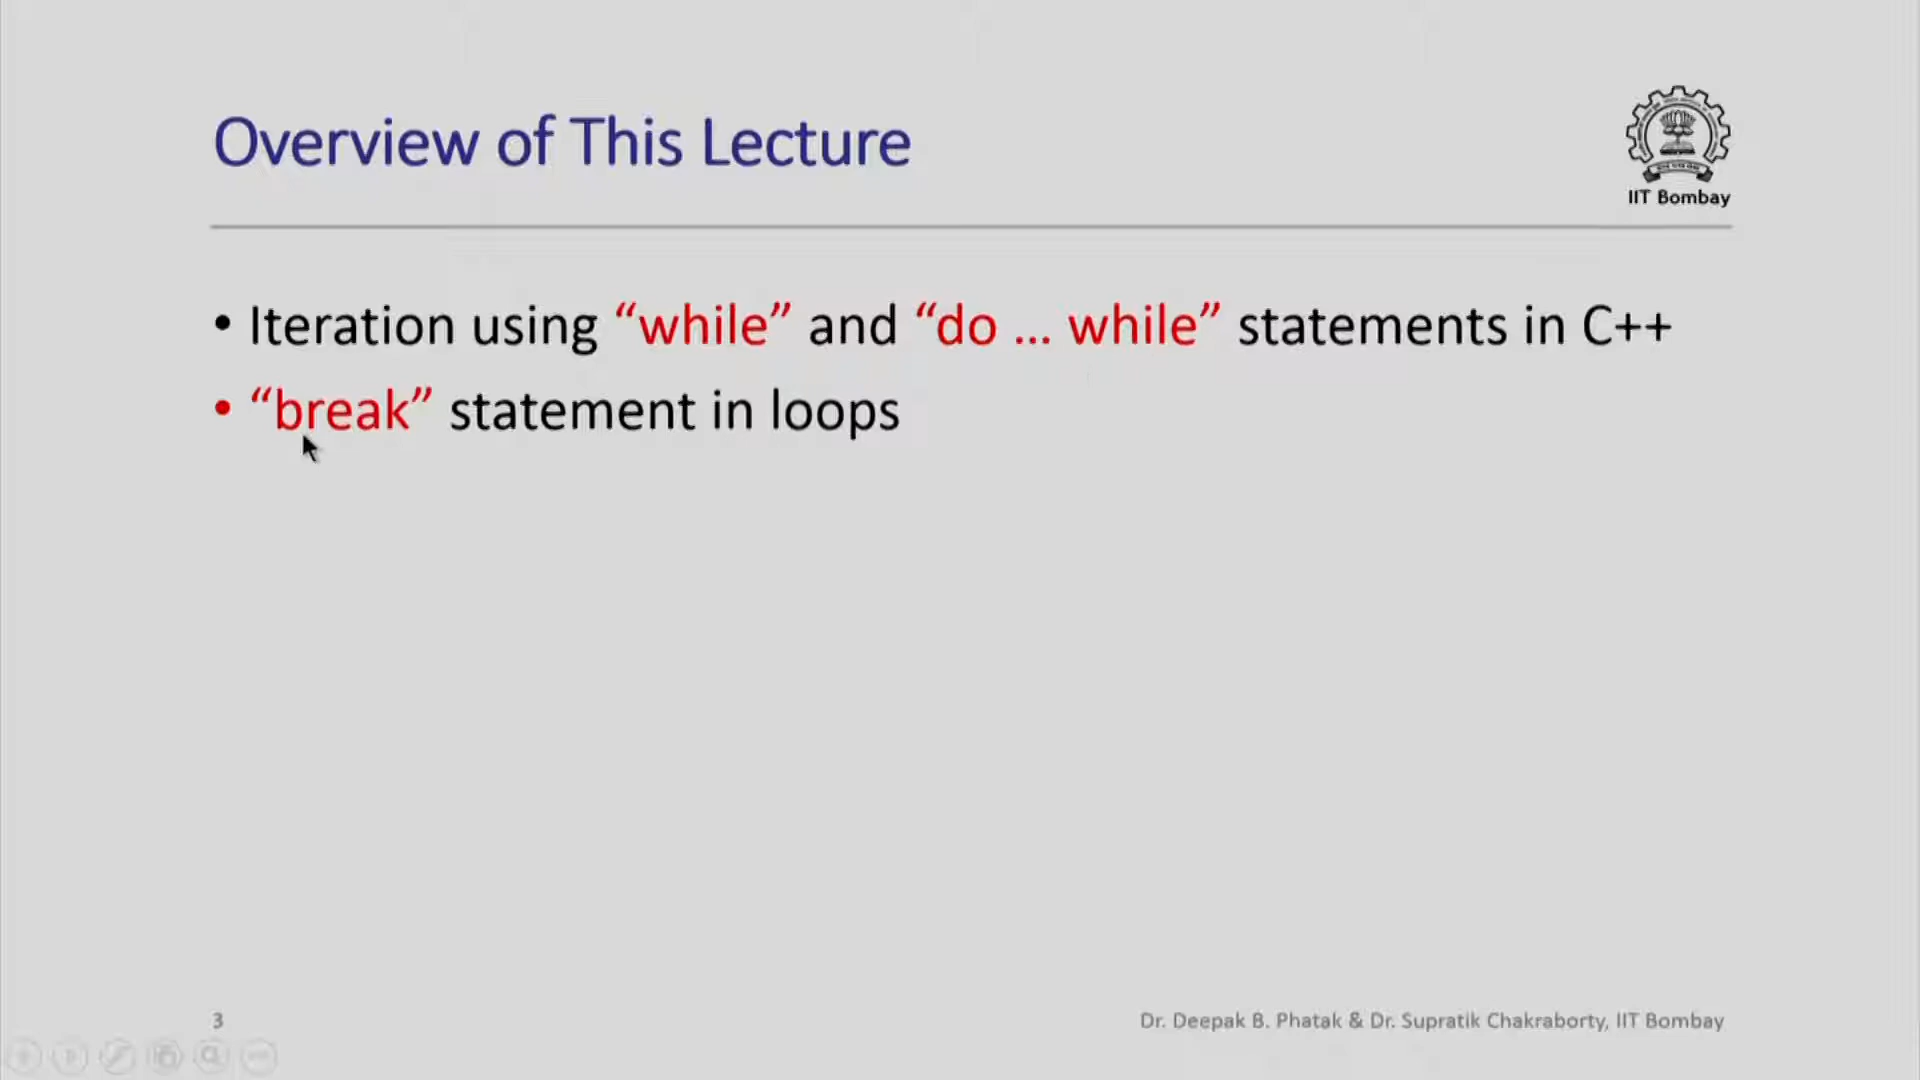 Overview of This Lecture
IIT Bombay
• Iteration using “while” and “do ... while” statements in C++
• “break” statement in loops
3
Dr. Deepak B. Phatak & Dr. Supratik Chakraborty, IIT Bombay